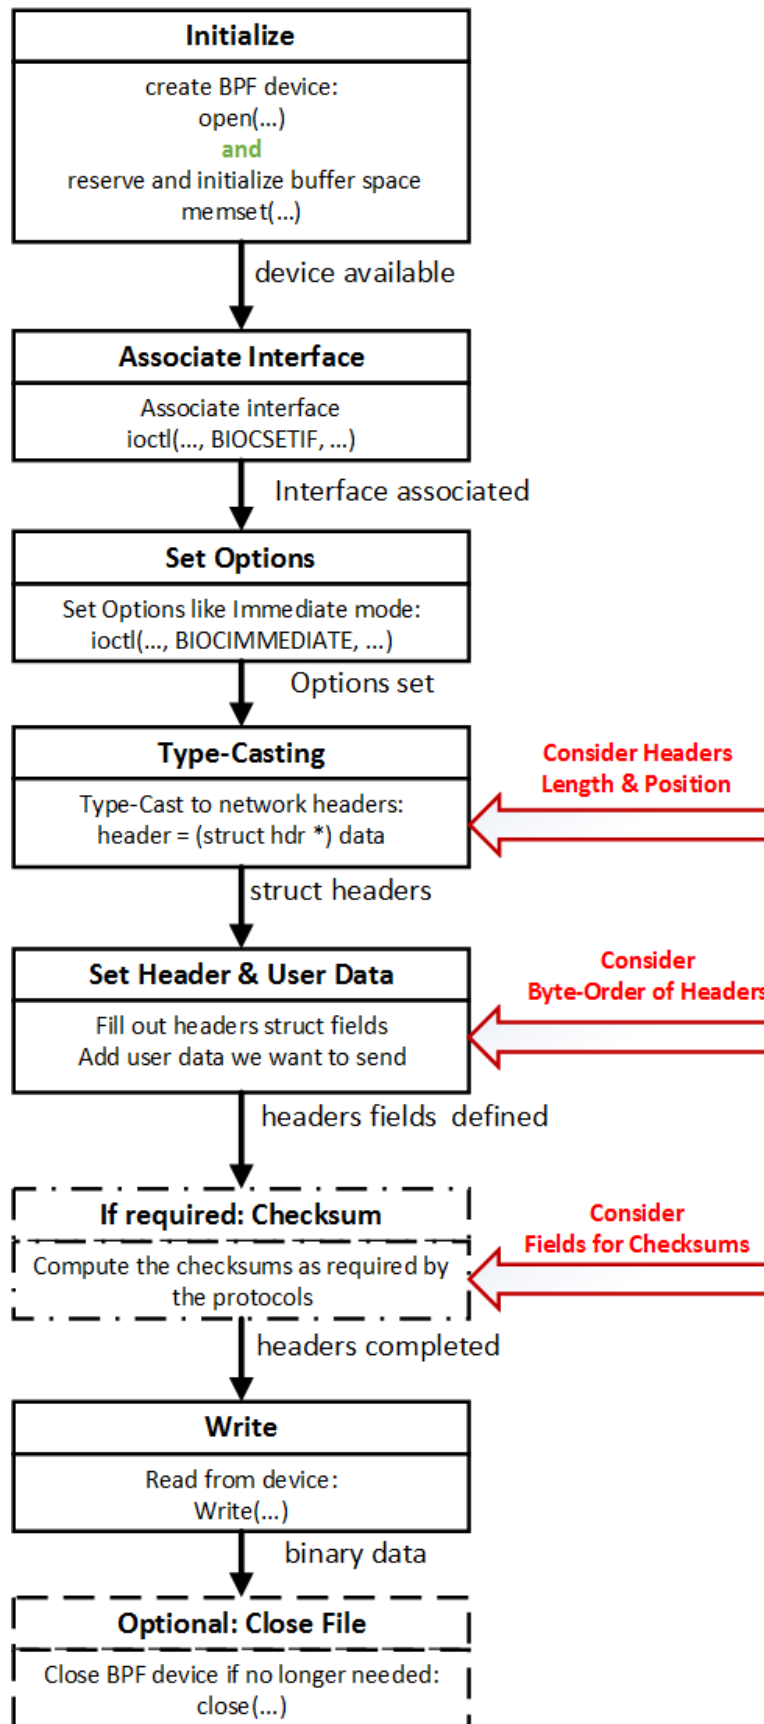 Initialize
create BPF device:
open(...)
and
reserve and initialize buffer space
memset(...)
device available
Associate Interface
Associate interface
ioctl(..., BIOCSETIF, ...)
Interface associated
Set Options
Set Options like Immediate mode:
ioctl(..., BIOCIMMEDIATE, ...)
Options set
Type-Casting
Type-Cast to network headers:
header = (struct hdr *) data
Consider Headers
Length & Position
struct headers
Set Header & User Data
Fill out headers struct fields
Add user data we want to send
Consider
Byte-Order of Headers
headers fields defined
If required: Checksum
Compute the checksums as required by
the protocols
Consider
Fields for Checksums
headers completed
Write
Read from device:
Write(...)
binary data
Optional: Close File
Close BPF device if no longer needed:
close(...)